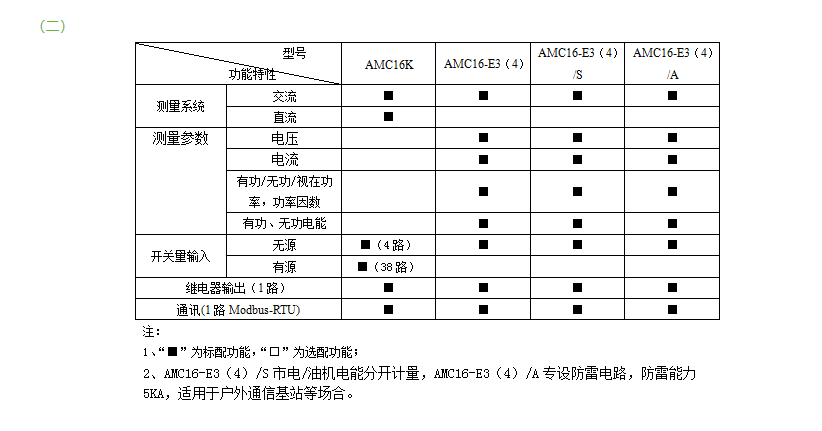 （二）
型号
功能特性
AMC16K
AMC16-E3（4）
AMC16-E3（4）
/S
AMC16-E3（4）
/A
测量系统
交流 ■ ■ ■ ■
直流 ■
测量参数
电压 ■ ■ ■
电流 ■ ■ ■
有功/无功/视在功
率，功率因数 ■ ■ ■
有功、无功电能 ■ ■ ■
开关量输入
无源 ■（4路） ■ ■ ■
有源 ■（38路）
继电器输出（1路） ■ ■ ■ ■
通讯(1路 Modbus-RTU) ■ ■ ■ ■
注：
1、“■”为标配功能，“□”为选配功能；
2、AMC16-E3（4）/S 市电/油机电能分开计量，AMC16-E3（4）/A 专设防雷电路，防雷能力
5KA，适用于户外通信基站等场合。